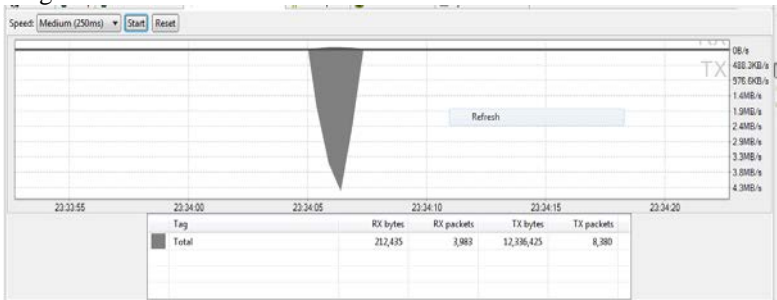 Speed: Medium (250ms) Start Reset
RX
TX
0B/s
488.3KB/s
976.6KB/s
1.4MB/s
1.9MB/s
2.4MB/s
2.9MB/s
3.3MB/s
3.8MB/s
4.3MB/s
Refresh
23:33:55 23:34:00 23:34:05 23:34:10 23:34:15 23:34:20
Tag RX bytes RX packets TX bytes TX packets
Total 212,435 3,983 12,336,425 8,380